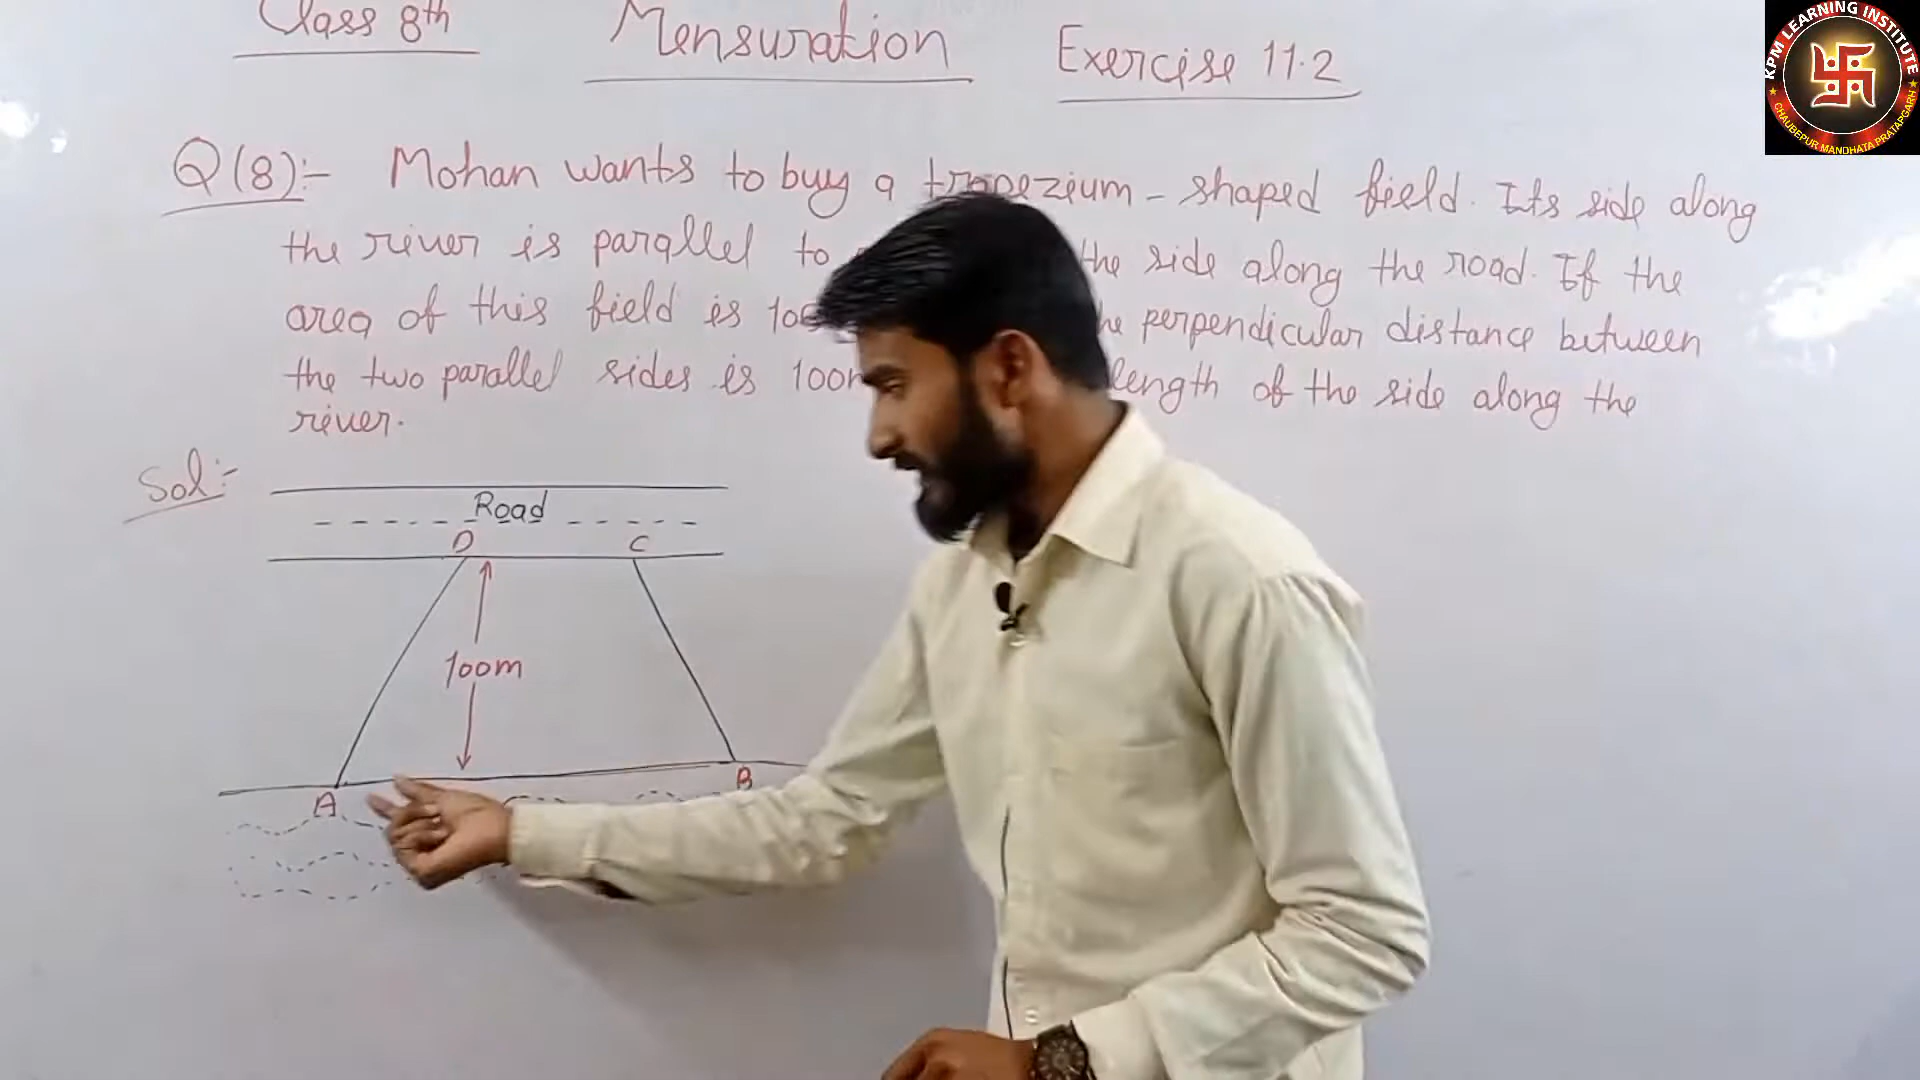 Class 8th Mensuration Exercise 11.2
Q(8):- Mohan wants to buy a trapezium - shaped field. Its side along
the river is parallel to the side along the road. If the
area of this field is perpendicular distance between
the two parallel sides is length of the side along the
river.
Sol:-
Road
D C
100m
A B
KPM LEARNING INSTITUTE
CHAUBEPUR MANDHATA PRATAPGARH